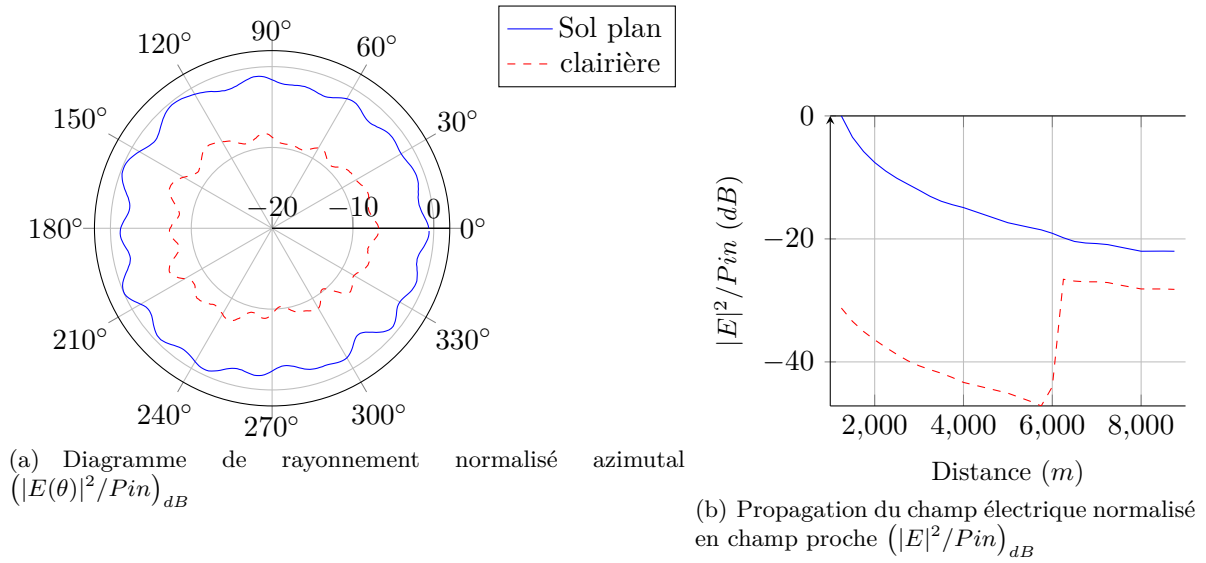 Sol plan
clairière
90°
120°
60°
150°
30°
−20
−10
0
180°
0°
210°
330°
240°
300°
270°
(a) Diagramme de rayonnement normalisé azimutal
(|E(θ)|²/Pin)_{dB}
0
−20
−40
|E|²/Pin (dB)
2,000
4,000
6,000
8,000
Distance (m)
(b) Propagation du champ électrique normalisé
en champ proche (|E|²/Pin)_{dB}